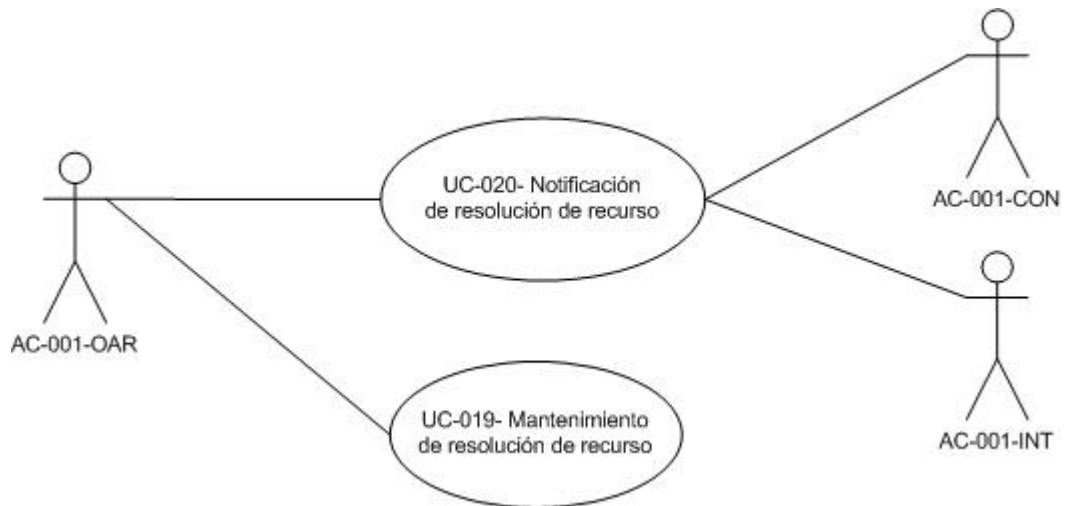 AC-001-CON
UC-020- Notificación
de resolución de recurso
AC-001-OAR
UC-019- Mantenimiento
de resolución de recurso
AC-001-INT